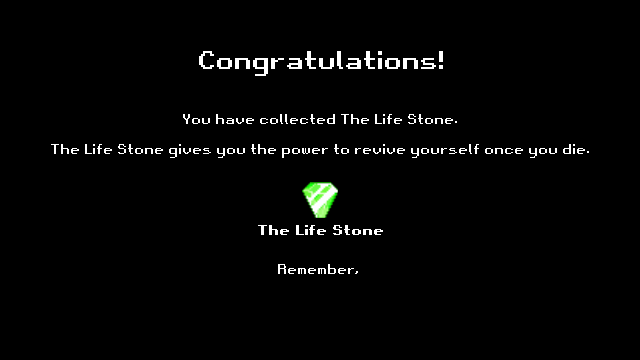 Congratulations!
You have collected The Life Stone.
The Life Stone gives you the power to revive yourself once you die.
The Life Stone
Remember,